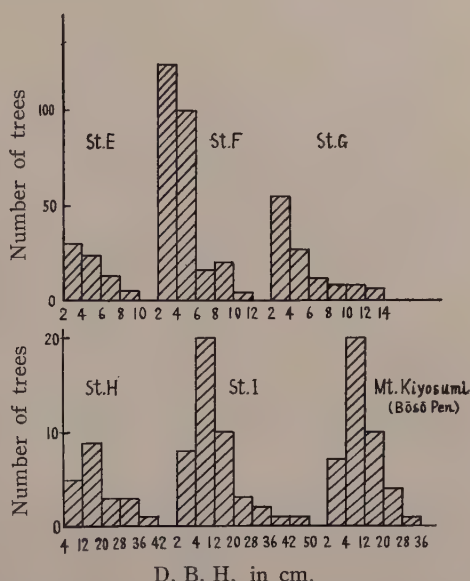 Number of trees
100
50
0
St.E
St.F
St.G
2 4 6 8 10
2 4 6 8 10 12
2 4 6 8 10 12 14
Number of trees
20
10
0
St.H
St.I
Mt.Kiyosumi
(Bōsō Pen.)
4 12 20 28 36 42
2 4 12 20 28 36 42 50
2 4 12 20 28 36
D. B. H. in cm.